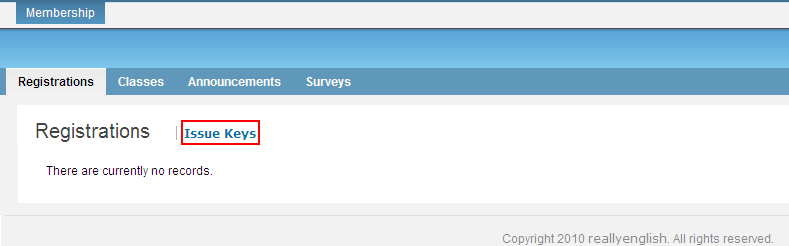 Membership
Registrations Classes Announcements Surveys
Registrations | Issue Keys
There are currently no records.
Copyright 2010 reallyenglish. All rights reserved.